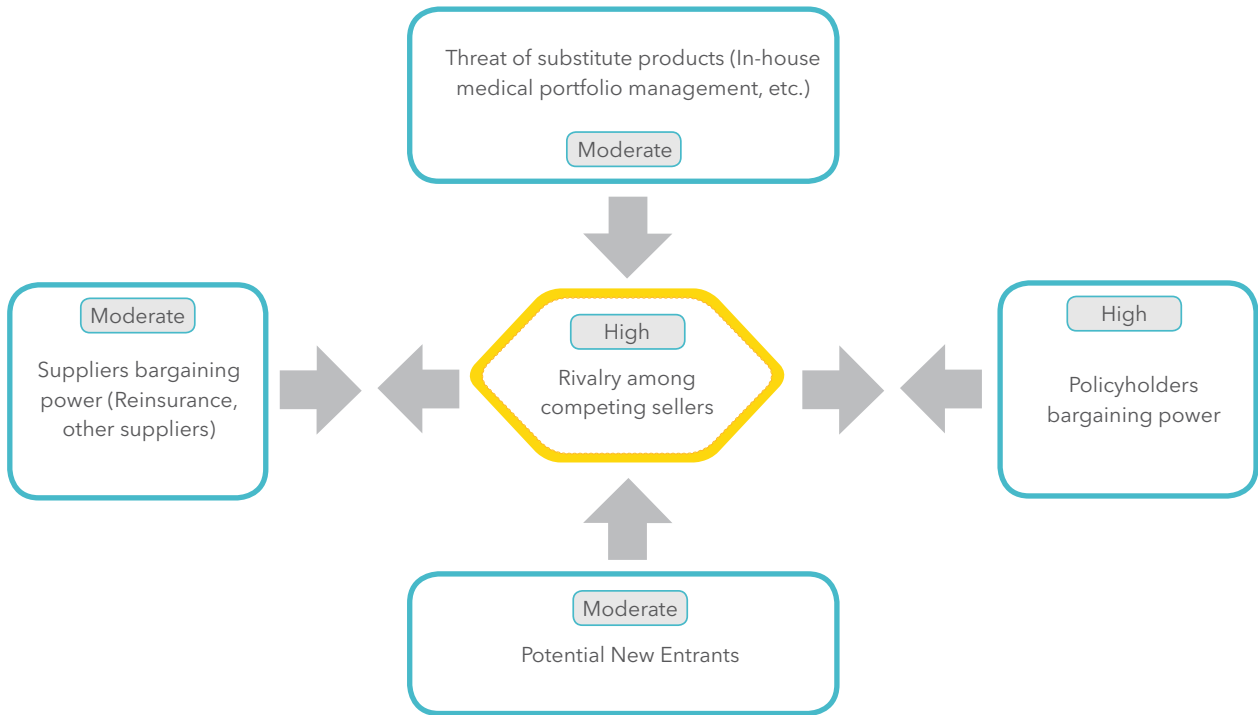 Threat of substitute products (In-house
medical portfolio management, etc.)
Moderate
Moderate
Suppliers bargaining
power (Reinsurance,
other suppliers)
High
Rivalry among
competing sellers
High
Policyholders
bargaining power
Moderate
Potential New Entrants